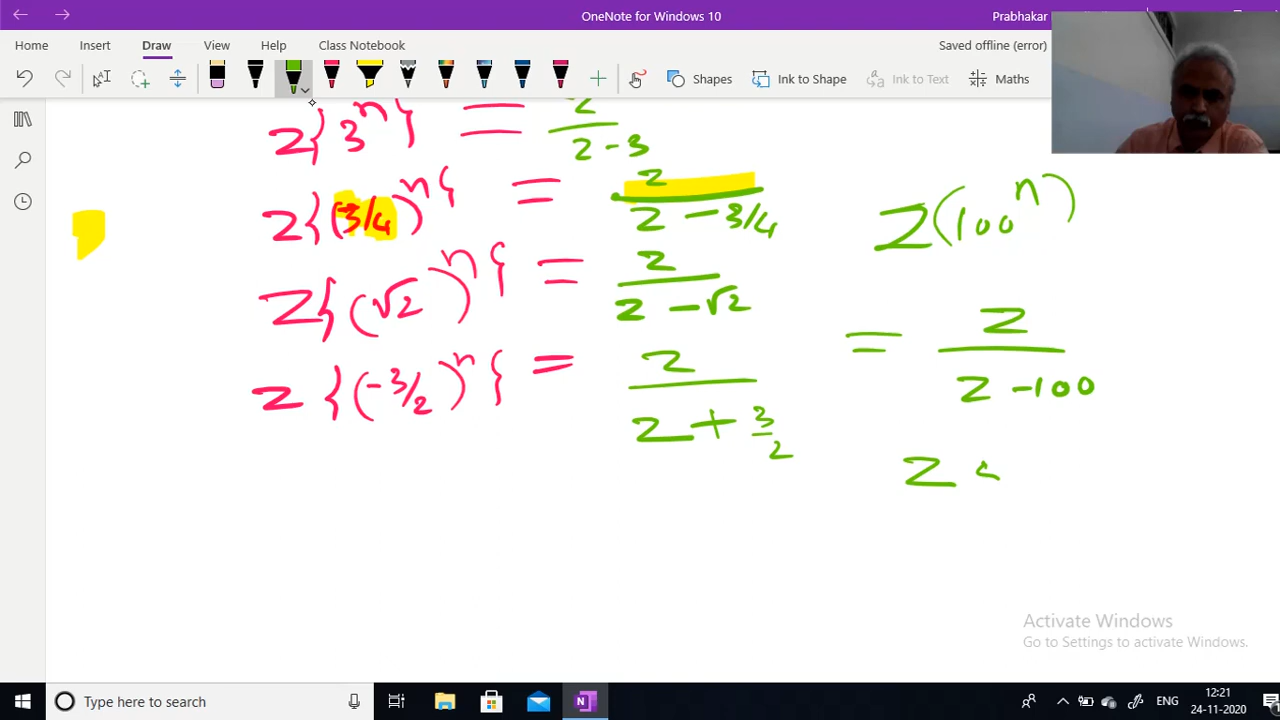 OneNote for Windows 10
Prabhakar
Home Insert Draw View Help Class Notebook
Saved offline (error)
Shapes Ink to Shape Ink to Text Maths
z{3ⁿ} = z/(z - 3)
z{(3/4)ⁿ} = z/(z - 3/4)
z{(√2)ⁿ} = z/(z - √2)
z{(-3/2)ⁿ} = z/(z + 3/2)
z(100ⁿ)
= z/(z - 100)
z
Activate Windows
Go to Settings to activate Windows.
Type here to search
ENG
12:21
24-11-2020